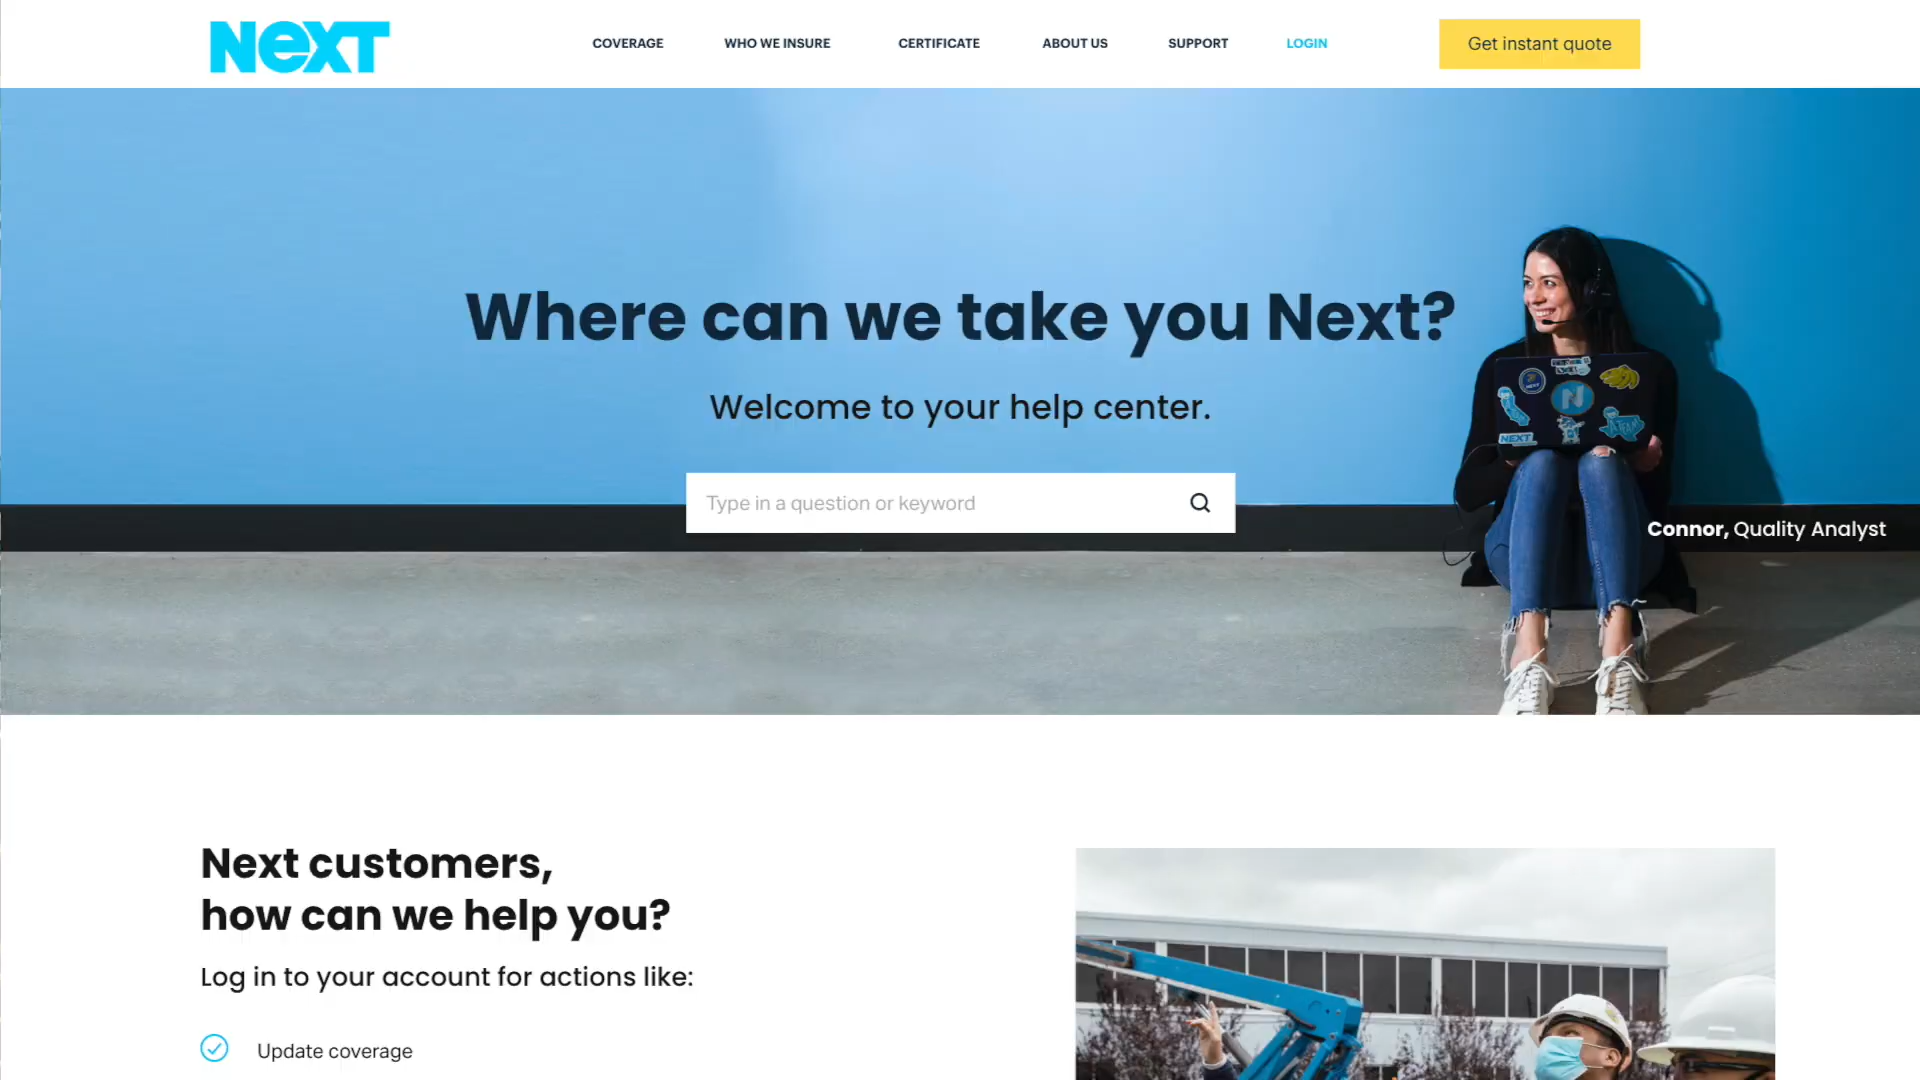 NEXT
COVERAGE
WHO WE INSURE
CERTIFICATE
ABOUT US
SUPPORT
LOGIN
Get instant quote
Where can we take you Next?
Welcome to your help center.
Type in a question or keyword
N
NEXT
A TEAM
Connor, Quality Analyst
Next customers,
how can we help you?
Log in to your account for actions like:
Update coverage